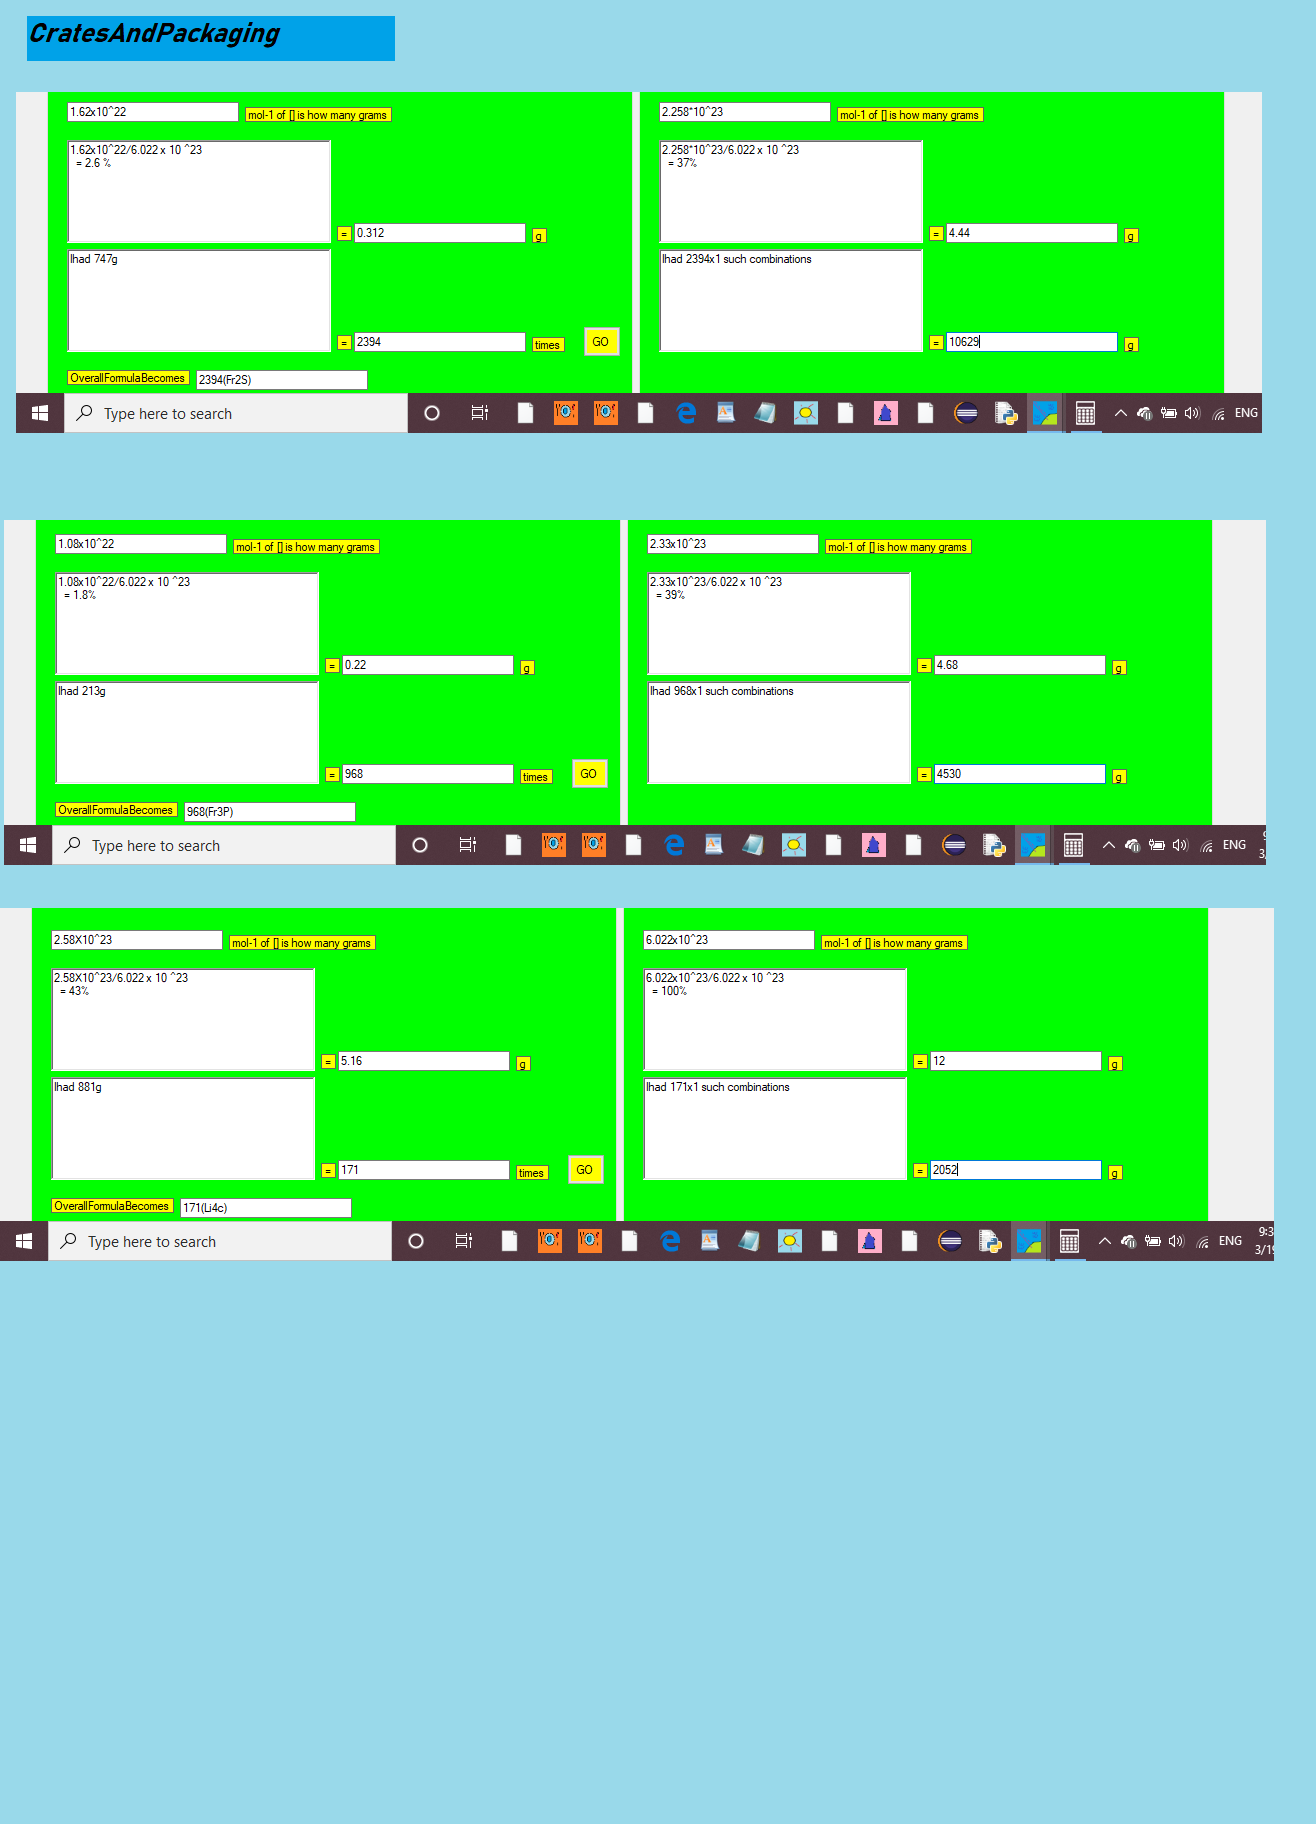 CratesAndPackaging
1.62x10^22
mol-1 of [] is how many grams
1.62x10^22/6.022 x 10 ^23
= 2.6 %
= 0.312 g
Ihad 747g
= 2394 times
GO
OverallFormulaBecomes 2394(Fr2S)
2.258*10^23
mol-1 of [] is how many grams
2.258*10^23/6.022 x 10 ^23
= 37%
= 4.44 g
Ihad 2394x1 such combinations
= 10629 g
Type here to search
ENG
1.08x10^22
mol-1 of [] is how many grams
1.08x10^22/6.022 x 10 ^23
= 1.8%
= 0.22 g
Ihad 213g
= 968 times
GO
OverallFormulaBecomes 968(Fr3P)
2.33x10^23
mol-1 of [] is how many grams
2.33x10^23/6.022 x 10 ^23
= 39%
= 4.68 g
Ihad 968x1 such combinations
= 4530 g
Type here to search
ENG
2.58X10^23
mol-1 of [] is how many grams
2.58X10^23/6.022 x 10 ^23
= 43%
= 5.16 g
Ihad 881g
= 171 times
GO
OverallFormulaBecomes 171(Li4c)
6.022x10^23
mol-1 of [] is how many grams
6.022x10^23/6.022 x 10 ^23
= 100%
= 12 g
Ihad 171x1 such combinations
= 2052 g
Type here to search
ENG
9:3
3/19